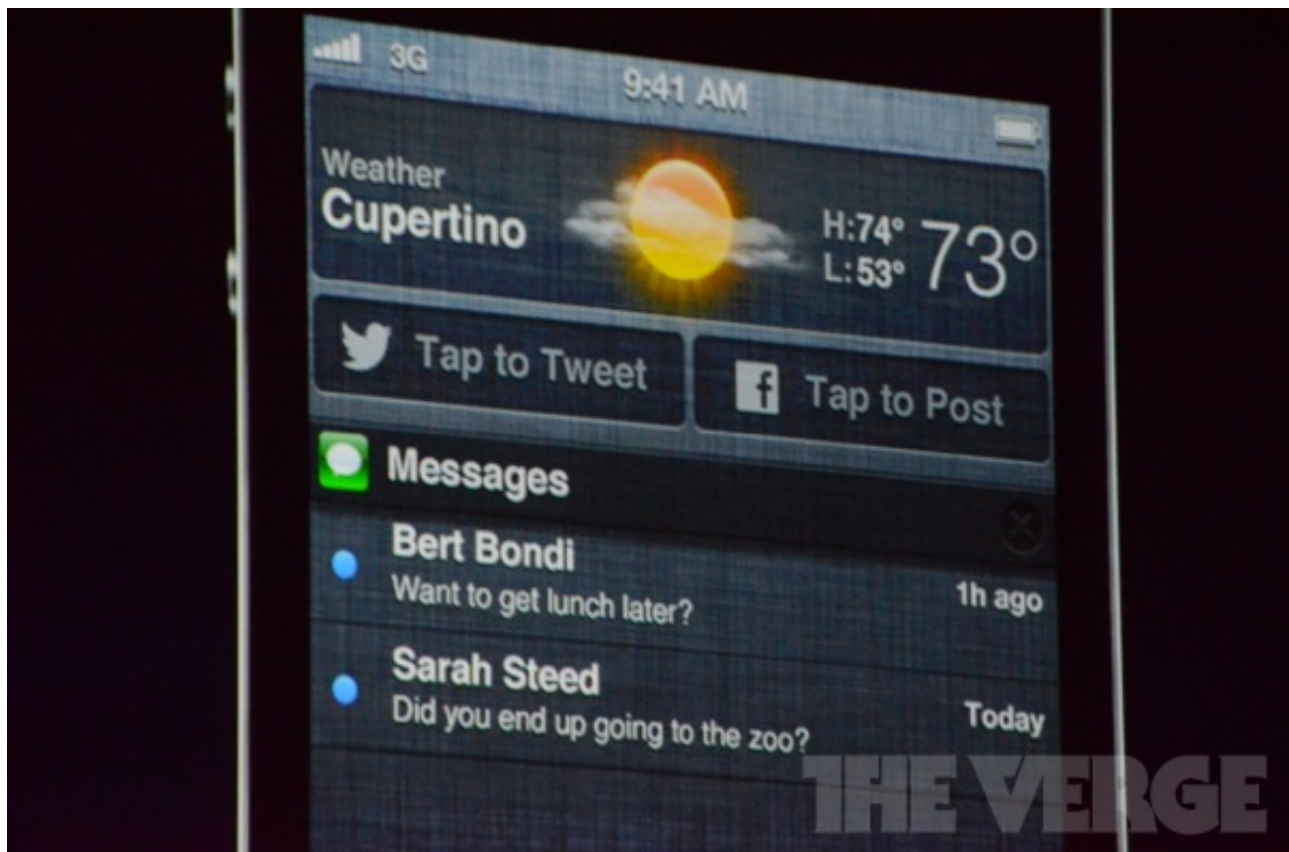 3G
9:41 AM
Weather
Cupertino
H:74°
L:53°
73°
Tap to Tweet
f Tap to Post
Messages
Bert Bondi
Want to get lunch later?
1h ago
Sarah Steed
Did you end up going to the zoo?
Today
THE VERGE